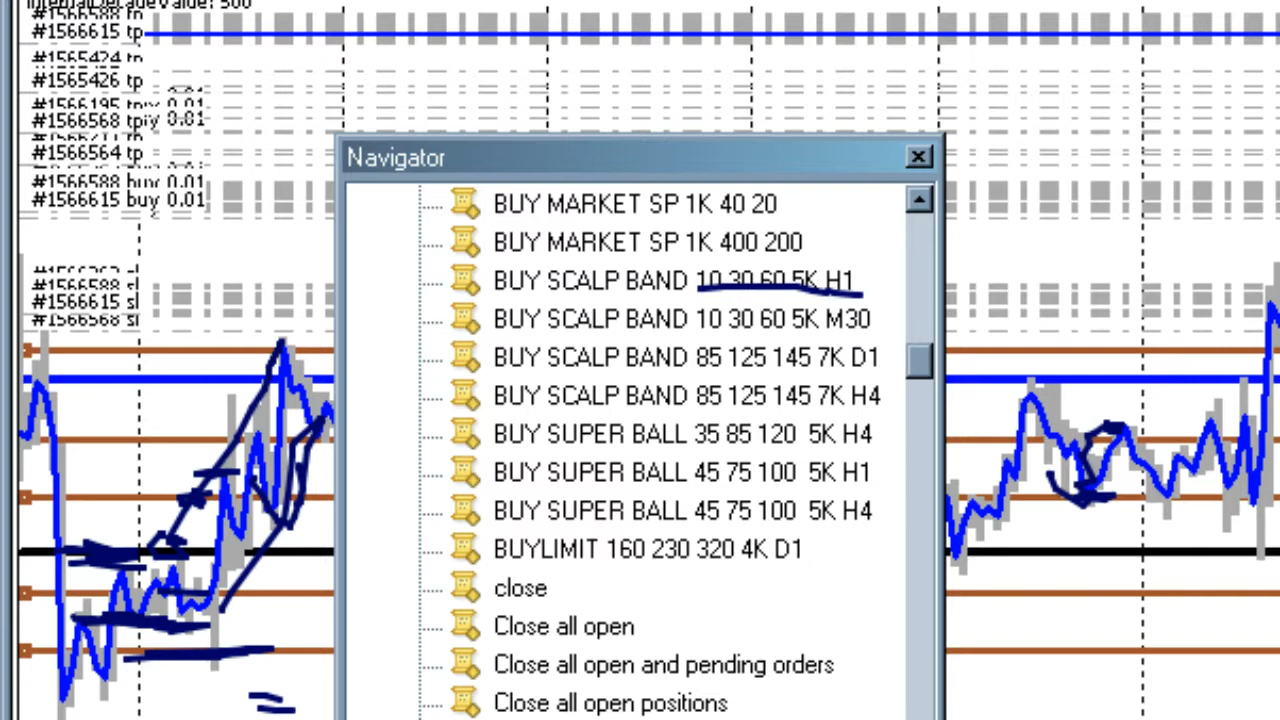 #1566615 tp
#1565424 tp
#1565426 tp
#1566195 0.01
#1566568 0.01
#1566564 tp
#1566588 buy 0.01
#1566615 buy 0.01
#1566588 sl
#1566615 sl
#1566568 sl
Navigator
BUY MARKET SP 1K 40 20
BUY MARKET SP 1K 400 200
BUY SCALP BAND 10 30 60 5K H1
BUY SCALP BAND 10 30 60 5K M30
BUY SCALP BAND 85 125 145 7K D1
BUY SCALP BAND 85 125 145 7K H4
BUY SUPER BALL 35 85 120  5K H4
BUY SUPER BALL 45 75 100  5K H1
BUY SUPER BALL 45 75 100  5K H4
BUYLIMIT 160 230 320 4K D1
close
Close all open
Close all open and pending orders
Close all open positions